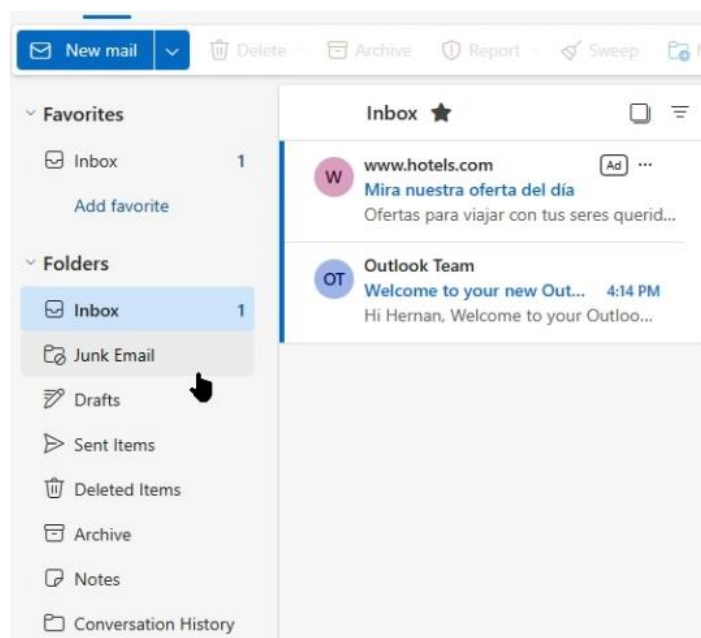 New mail
Delete
Archive
Report
Sweep
Favorites
Inbox 1
Add favorite
Folders
Inbox 1
Junk Email
Drafts
Sent Items
Deleted Items
Archive
Notes
Conversation History
Inbox
W
www.hotels.com Ad ...
Mira nuestra oferta del día
Ofertas para viajar con tus seres querid...
OT
Outlook Team
Welcome to your new Out... 4:14 PM
Hi Hernan, Welcome to your Outloo...